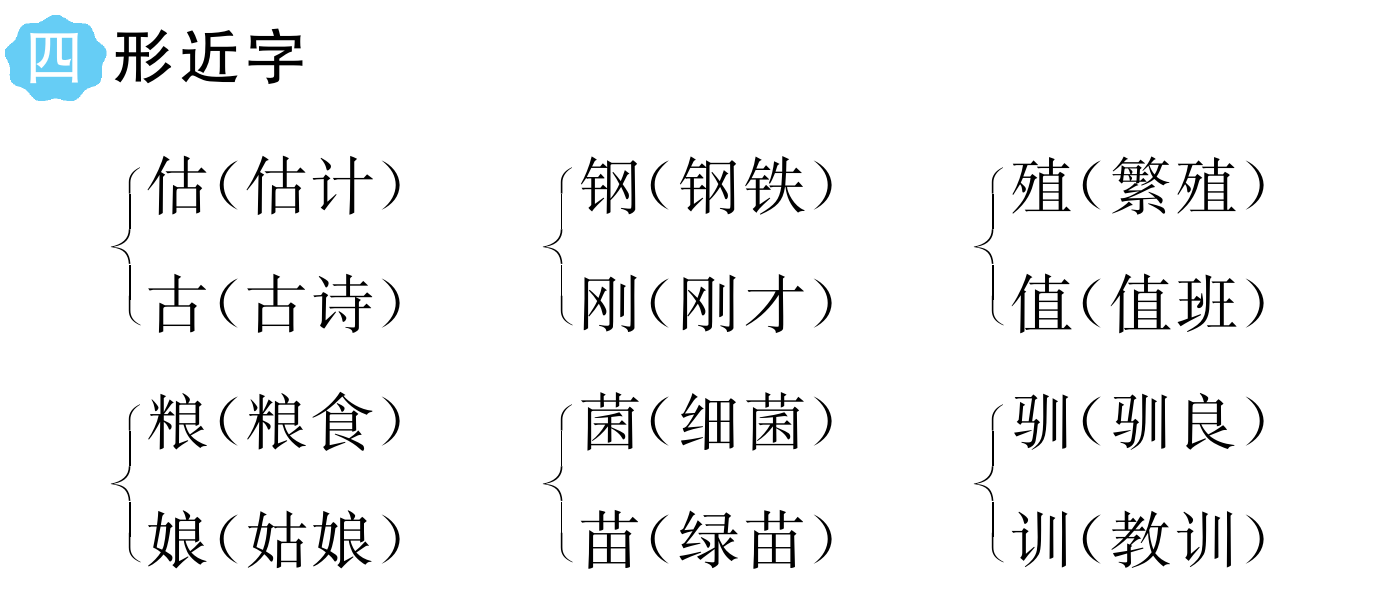 四 形近字
估(估计) 钢(钢铁) 殖(繁殖)
古(古诗) 刚(刚才) 值(值班)
粮(粮食) 菌(细菌) 驯(驯良)
娘(姑娘) 苗(绿苗) 训(教训)